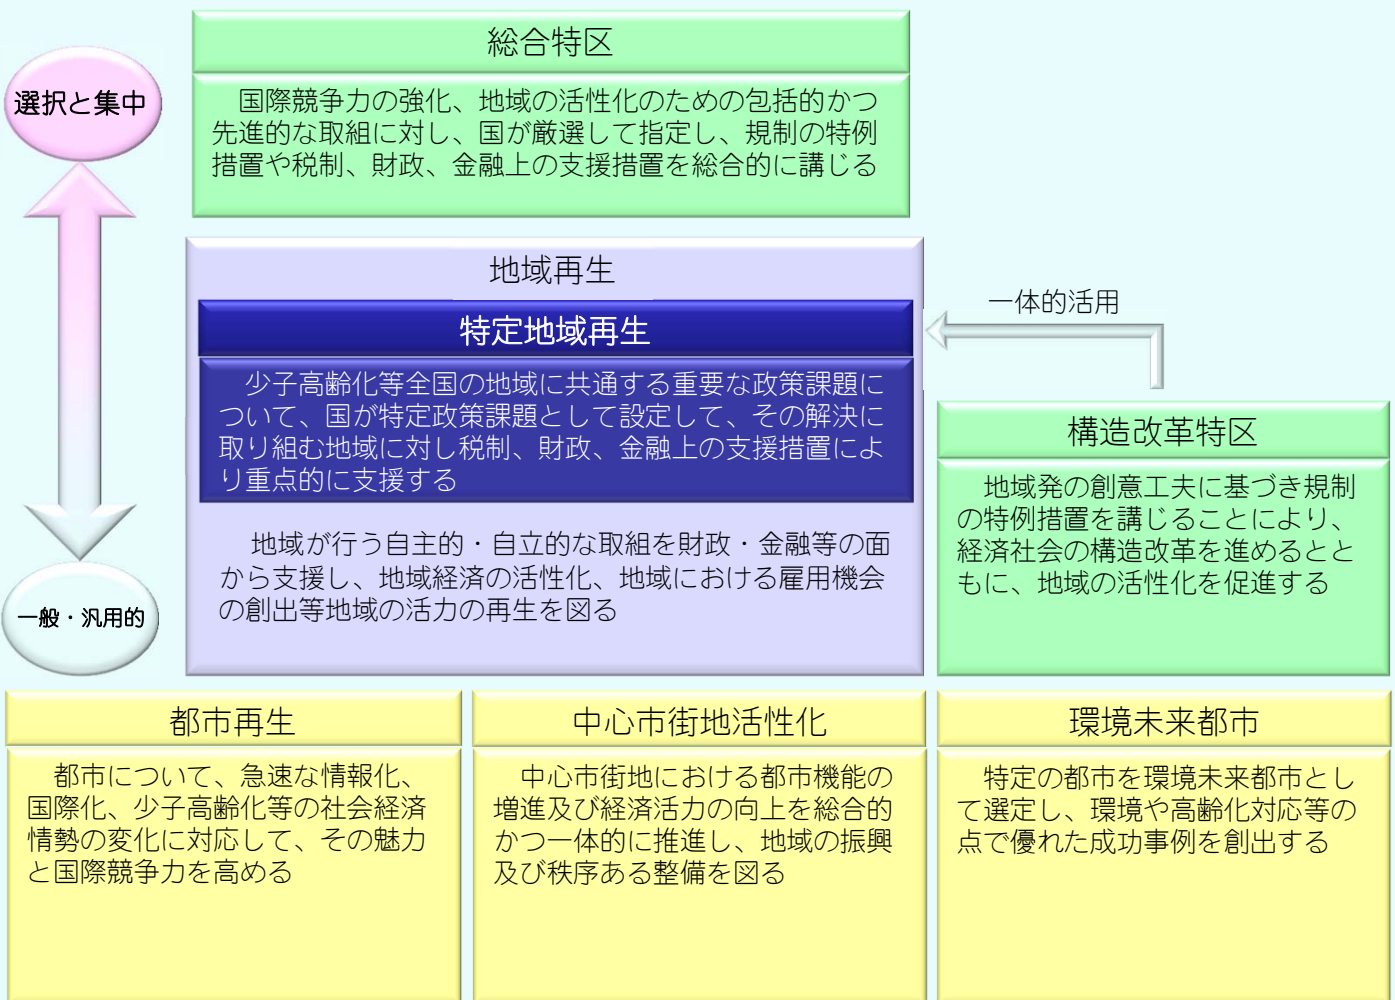 選択と集中
一般・汎用的
総合特区
国際競争力の強化、地域の活性化のための包括的かつ
先進的な取組に対し、国が厳選して指定し、規制の特例
措置や税制、財政、金融上の支援措置を総合的に講じる
地域再生
特定地域再生
少子高齢化等全国の地域に共通する重要な政策課題に
ついて、国が特定政策課題として設定して、その解決に
取り組む地域に対し税制、財政、金融上の支援措置によ
り重点的に支援する
地域が行う自主的・自立的な取組を財政・金融等の面
から支援し、地域経済の活性化、地域における雇用機会
の創出等地域の活力の再生を図る
一体的活用
構造改革特区
地域発の創意工夫に基づき規制
の特例措置を講じることにより、
経済社会の構造改革を進めるとと
もに、地域の活性化を促進する
都市再生
都市について、急速な情報化、
国際化、少子高齢化等の社会経済
情勢の変化に対応して、その魅力
と国際競争力を高める
中心市街地活性化
中心市街地における都市機能の
増進及び経済活力の向上を総合的
かつ一体的に推進し、地域の振興
及び秩序ある整備を図る
環境未来都市
特定の都市を環境未来都市とし
て選定し、環境や高齢化対応等の
点で優れた成功事例を創出する